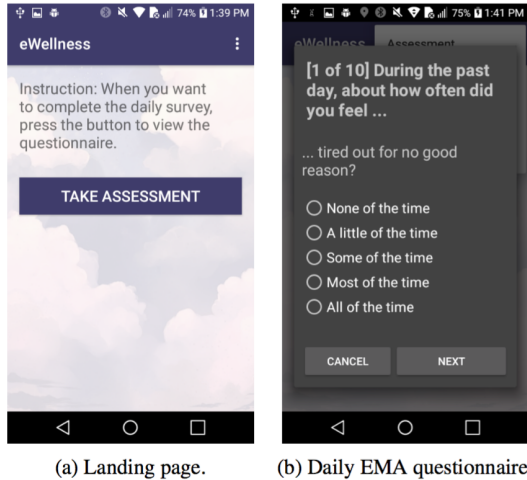 74% 1:39 PM
eWellness
Instruction: When you want
to complete the daily survey,
press the button to view the
questionnaire.
TAKE ASSESSMENT
(a) Landing page.
75% 1:41 PM
eWellness Assessment
[1 of 10] During the past
day, about how often did
you feel ...
... tired out for no good
reason?
None of the time
A little of the time
Some of the time
Most of the time
All of the time
CANCEL NEXT
(b) Daily EMA questionnaire